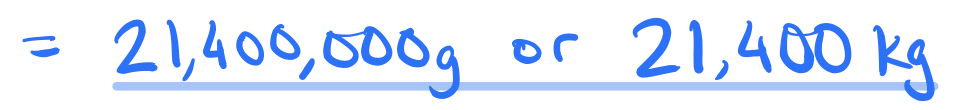 = 21,400,000g or 21,400 kg